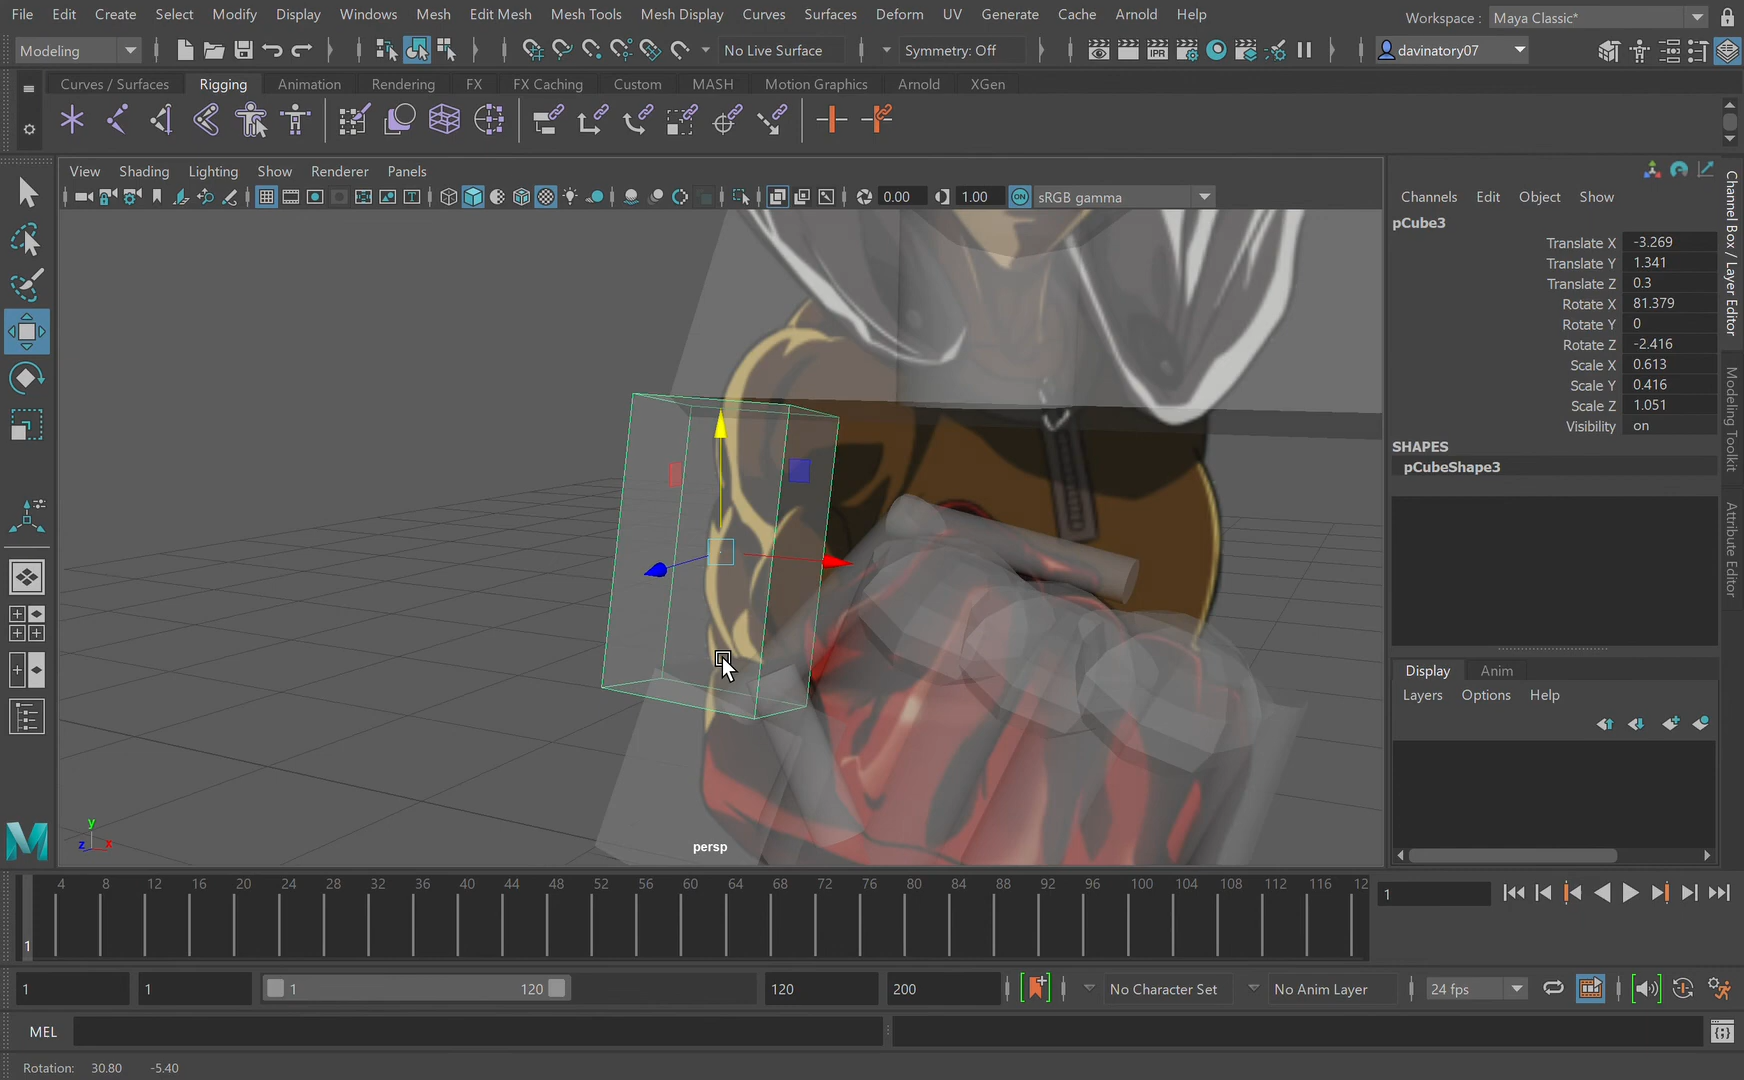 File Edit Create Select Modify Display Windows Mesh Edit Mesh Mesh Tools Mesh Display Curves Surfaces Deform UV Generate Cache Arnold Help
Workspace : Maya Classic*
Modeling No Live Surface Symmetry: Off davinatory07
Curves / Surfaces Rigging Animation Rendering FX FX Caching Custom MASH Motion Graphics Arnold XGen
View Shading Lighting Show Renderer Panels
0.00 1.00 ON sRGB gamma
Channels Edit Object Show
pCube3
Translate X -3.269
Translate Y 1.341
Translate Z 0.3
Rotate X 81.379
Rotate Y 0
Rotate Z -2.416
Scale X 0.613
Scale Y 0.416
Scale Z 1.051
Visibility on
SHAPES
pCubeShape3
Channel Box / Layer Editor
Modeling Toolkit
Attribute Editor
Display Anim
Layers Options Help
y
z x
persp
4 8 12 16 20 24 28 32 36 40 44 48 52 56 60 64 68 72 76 80 84 88 92 96 100 104 108 112 116 12
1
1
1 1 1 120 120 200 No Character Set No Anim Layer 24 fps
MEL
Rotation: 30.80 -5.40